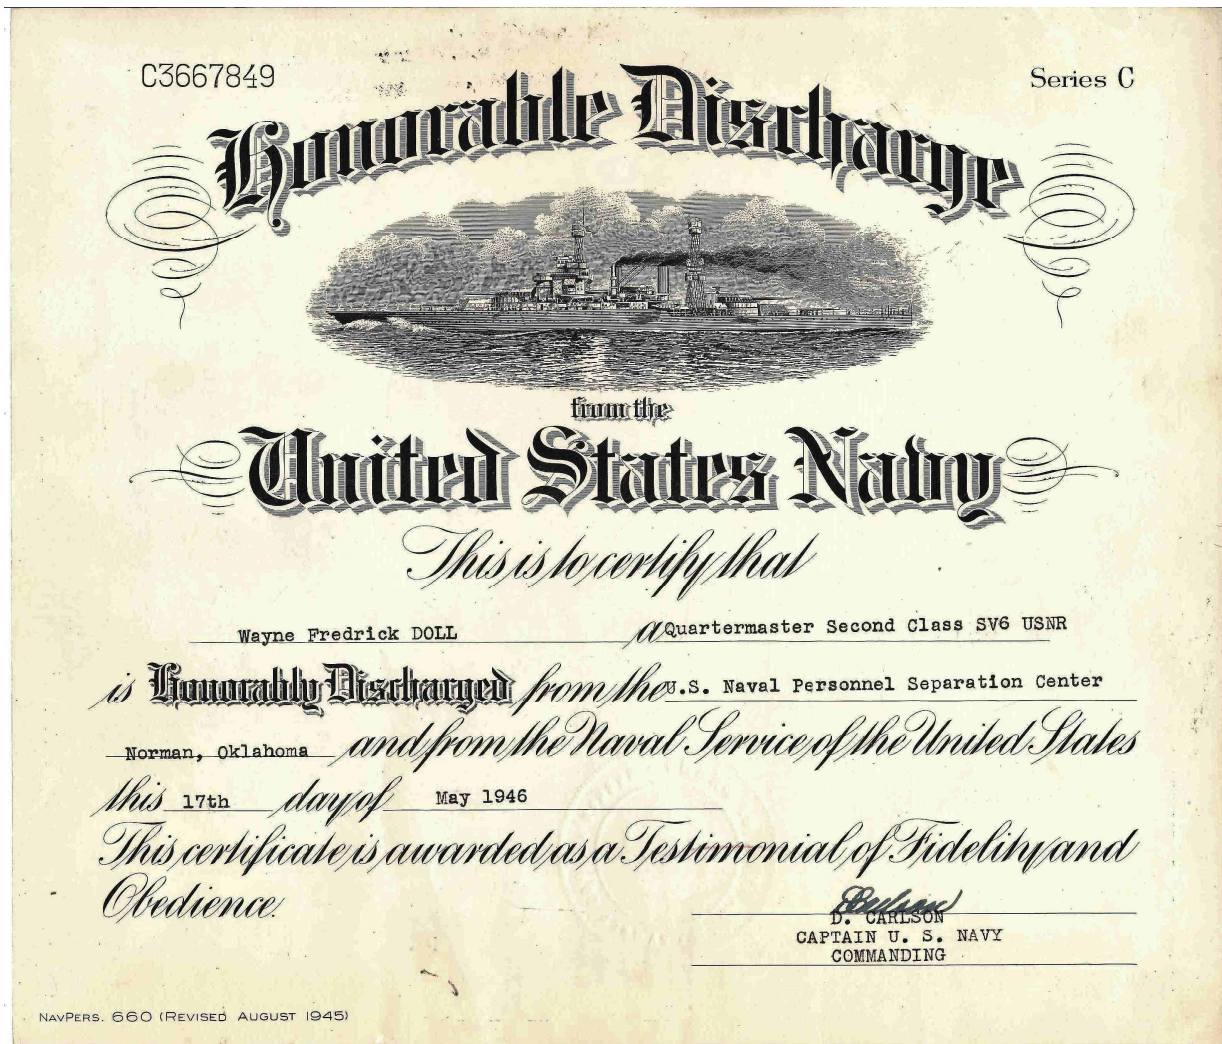 C3667849
Series C
Honorable Discharge
from the
United States Navy
This is to certify that
Wayne Fredrick DOLL a Quartermaster Second Class SV6 USNR
is Honorably Discharged from the U.S. Naval Personnel Separation Center
Norman, Oklahoma and from the Naval Service of the United States
this 17th day of May 1946
This certificate is awarded as a Testimonial of Fidelity and
Obedience.
D. CARLSON
CAPTAIN U. S. NAVY
COMMANDING
NAVPERS. 660 (REVISED AUGUST 1945)